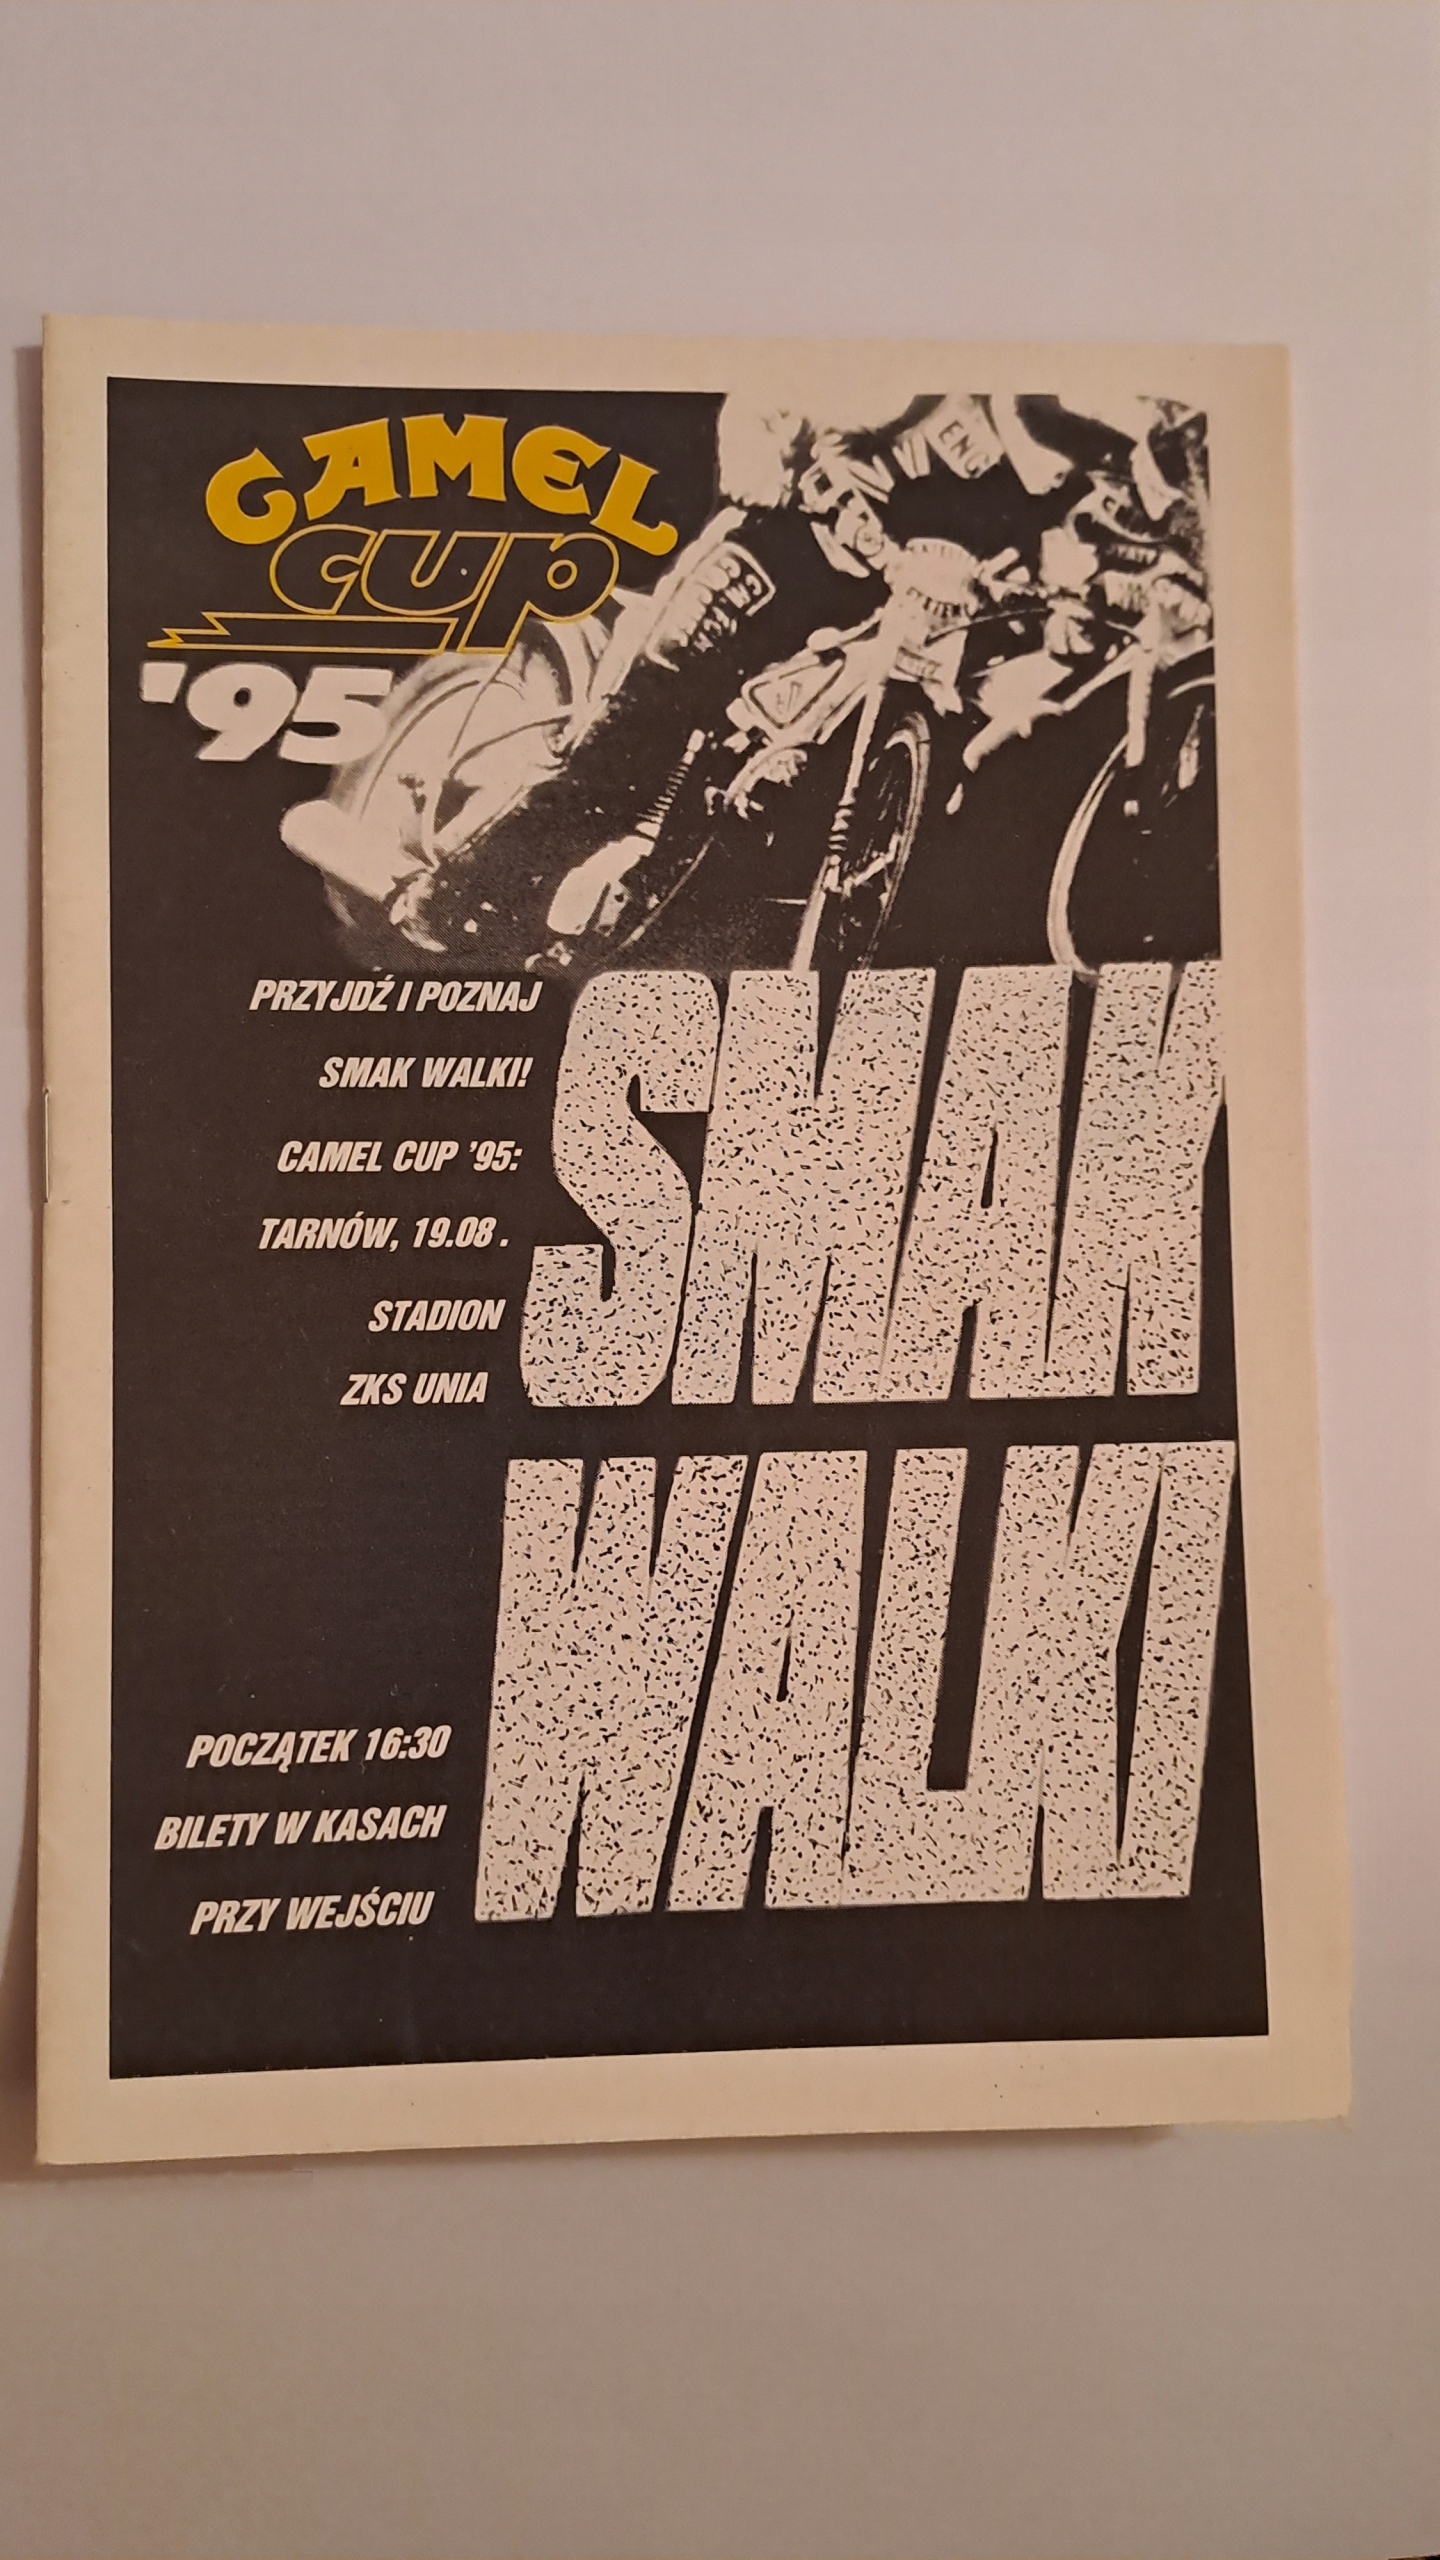 CAMEL
CUP
'95
ENG
PRZYJDŹ I POZNAJ
SMAK WALKI!
CAMEL CUP '95:
TARNÓW, 19.08.
STADION
ZKS UNIA
SMAK
WALKI
POCZĄTEK 16:30
BILETY W KASACH
PRZY WEJŚCIU